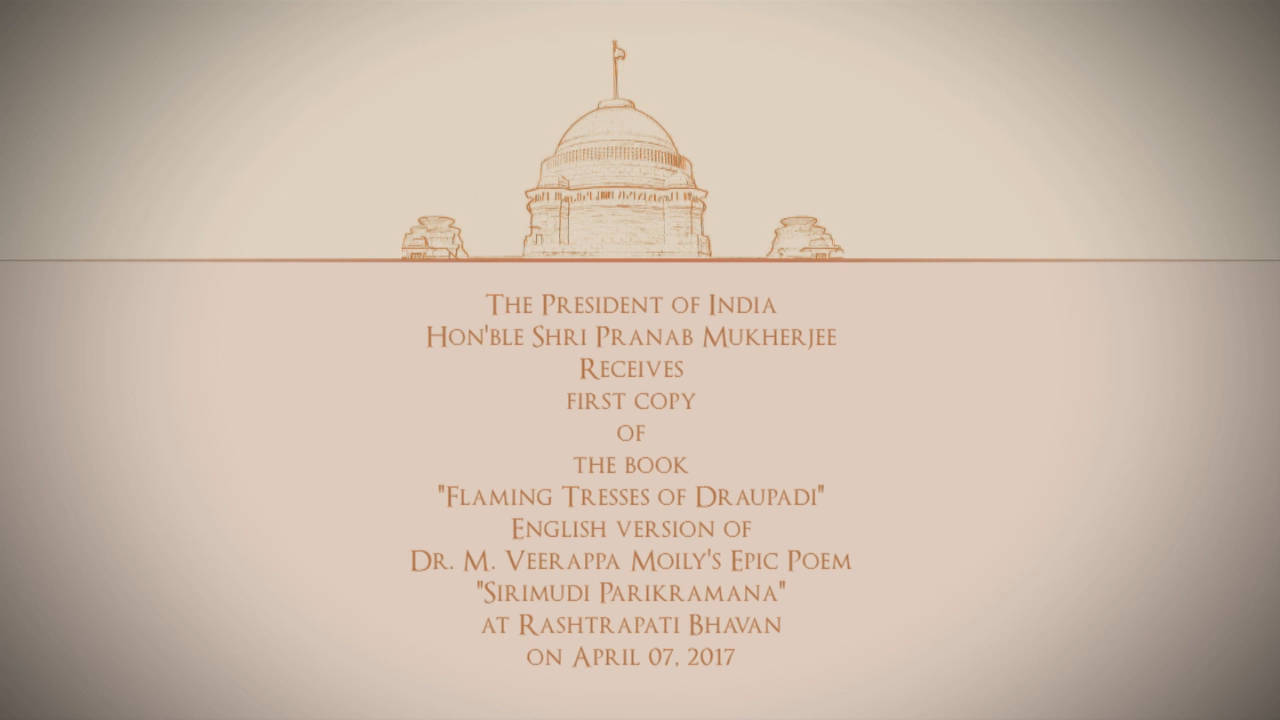 The President of India
Hon'ble Shri Pranab Mukherjee
Receives
first copy
of
the book
"Flaming Tresses of Draupadi"
English version of
Dr. M. Veerappa Moily's Epic Poem
"Sirimudi Parikramana"
at Rashtrapati Bhavan
on April 07, 2017